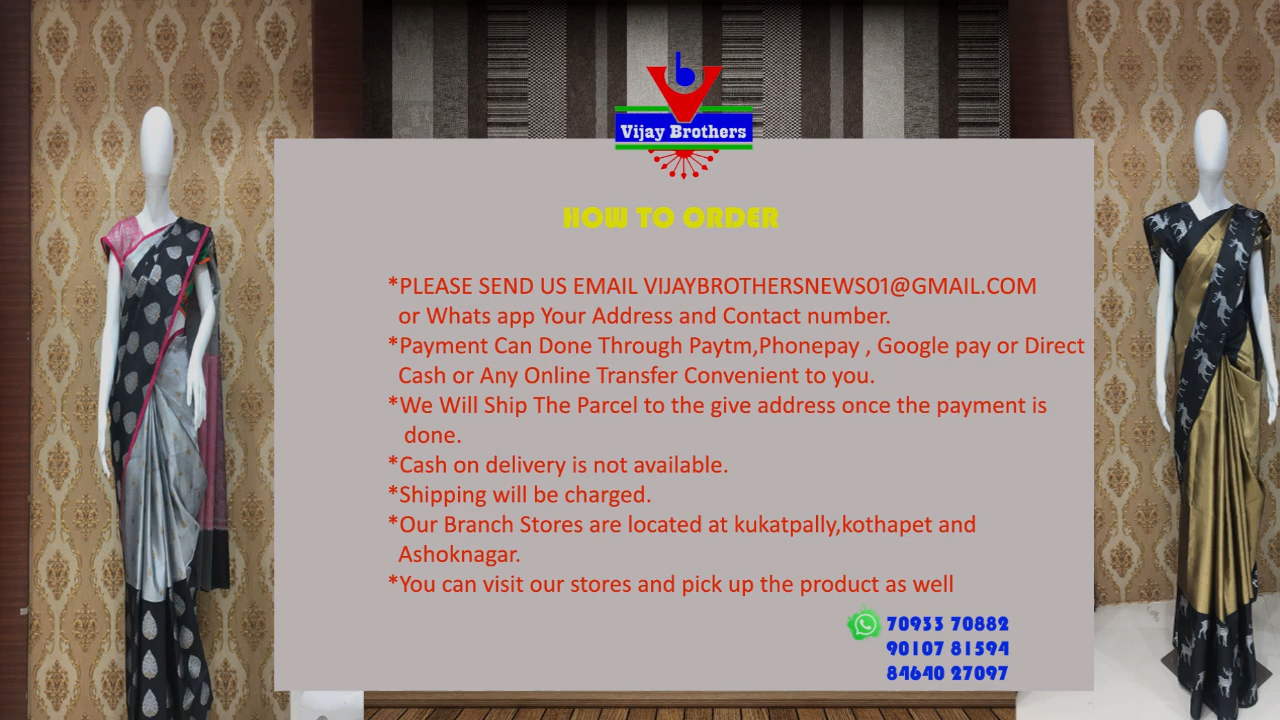 b
Vijay Brothers
HOW TO ORDER
*PLEASE SEND US EMAIL VIJAYBROTHERSNEWS01@GMAIL.COM
or Whats app Your Address and Contact number.
*Payment Can Done Through Paytm,Phonepay , Google pay or Direct
Cash or Any Online Transfer Convenient to you.
*We Will Ship The Parcel to the give address once the payment is
done.
*Cash on delivery is not available.
*Shipping will be charged.
*Our Branch Stores are located at kukatpally,kothapet and
Ashoknagar.
*You can visit our stores and pick up the product as well
70933 70882
90107 81594
84640 27097